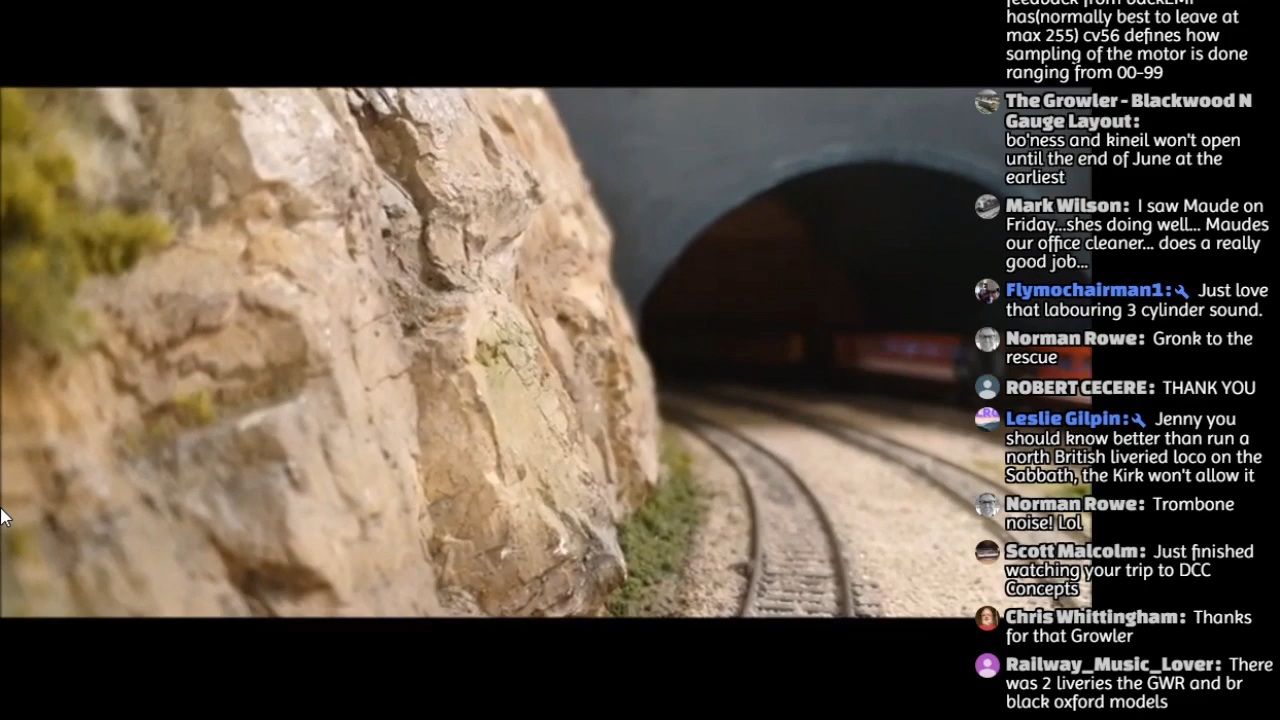 feedback from backEMF
has(normally best to leave at
max 255) cv56 defines how
sampling of the motor is done
ranging from 00-99
The Growler - Blackwood N
Gauge Layout:
bo'ness and kineil won't open
until the end of June at the
earliest
Mark Wilson: I saw Maude on
Friday...shes doing well... Maudes
our office cleaner... does a really
good job...
Flymochairman1: Just love
that labouring 3 cylinder sound.
Norman Rowe: Gronk to the
rescue
ROBERT CECERE: THANK YOU
Leslie Gilpin: Jenny you
should know better than run a
north British liveried loco on the
Sabbath, the Kirk won't allow it
Norman Rowe: Trombone
noise! Lol
Scott Malcolm: Just finished
watching your trip to DCC
Concepts
Chris Whittingham: Thanks
for that Growler
Railway_Music_Lover: There
was 2 liveries the GWR and br
black oxford models